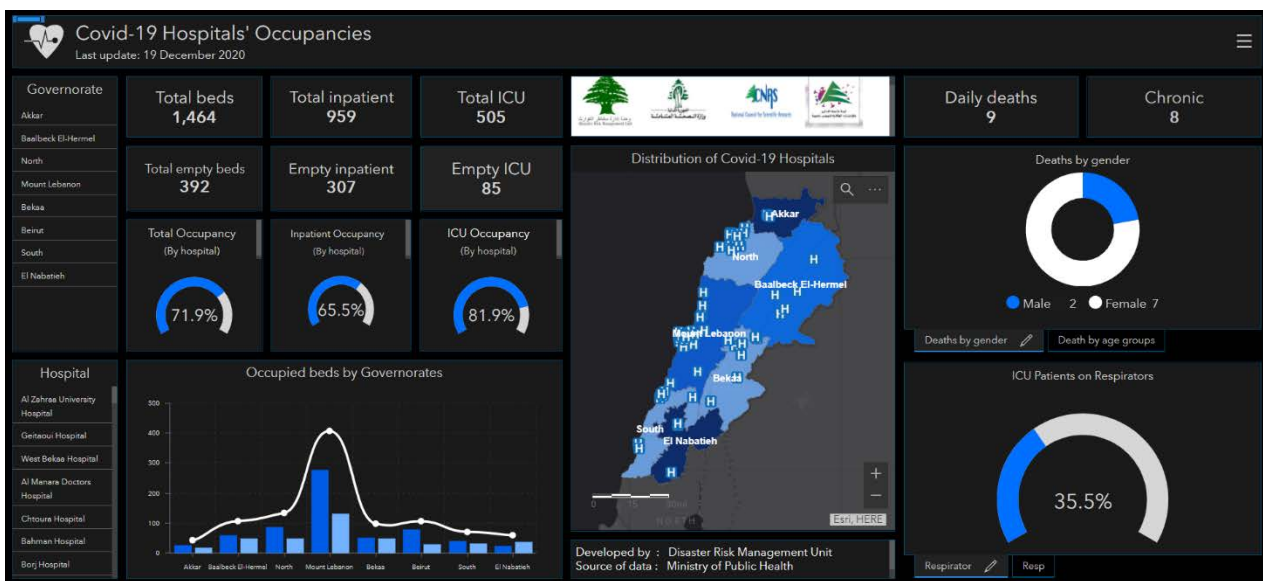 Covid-19 Hospitals' Occupancies
Last update: 19 December 2020
Governorate
Akkar
Baalbeck El-Hermel
North
Mount Lebanon
Bekaa
Beirut
South
El Nabatieh
Total beds
1,464
Total inpatient
959
Total ICU
505
Total empty beds
392
Empty inpatient
307
Empty ICU
85
Total Occupancy
(By hospital)
71.9%
Inpatient Occupancy
(By hospital)
65.5%
ICU Occupancy
(By hospital)
81.9%
Hospital
Al Zahraa University
Hospital
Geitaoui Hospital
West Bekaa Hospital
Al Manara Doctors
Hospital
Chtoura Hospital
Bahman Hospital
Borj Hospital
Occupied beds by Governorates
500
400
300
200
100
0
Akkar Baalbeck El-Hermel North Mount Lebanon Bekaa Beirut South El Nabatieh
CNRS
Distribution of Covid-19 Hospitals
Akkar
North
Baalbeck El-Hermel
Mount Lebanon
Bekaa
South
El Nabatieh
NORTH
Esri, HERE
Developed by : Disaster Risk Management Unit
Source of data : Ministry of Public Health
Daily deaths
9
Chronic
8
Deaths by gender
Male 2 Female 7
Deaths by gender Death by age groups
ICU Patients on Respirators
35.5%
Respirator Resp